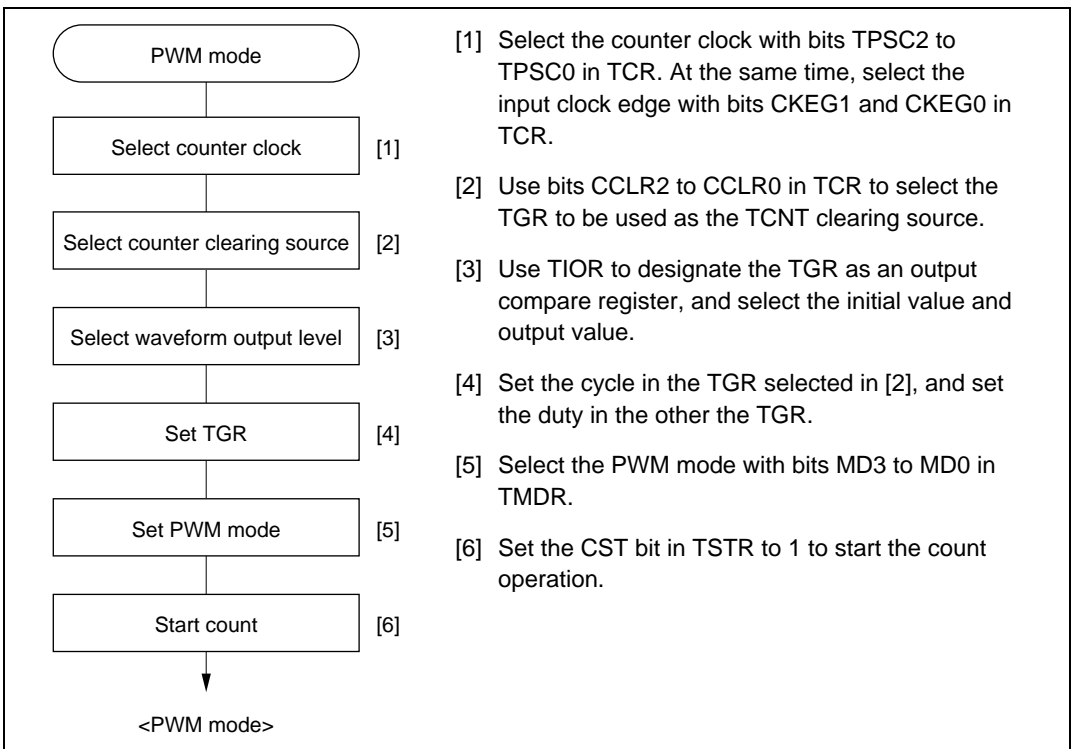 PWM mode
Select counter clock [1]
Select counter clearing source [2]
Select waveform output level [3]
Set TGR [4]
Set PWM mode [5]
Start count [6]
<PWM mode>
[1] Select the counter clock with bits TPSC2 to
TPSC0 in TCR. At the same time, select the
input clock edge with bits CKEG1 and CKEG0 in
TCR.
[2] Use bits CCLR2 to CCLR0 in TCR to select the
TGR to be used as the TCNT clearing source.
[3] Use TIOR to designate the TGR as an output
compare register, and select the initial value and
output value.
[4] Set the cycle in the TGR selected in [2], and set
the duty in the other the TGR.
[5] Select the PWM mode with bits MD3 to MD0 in
TMDR.
[6] Set the CST bit in TSTR to 1 to start the count
operation.